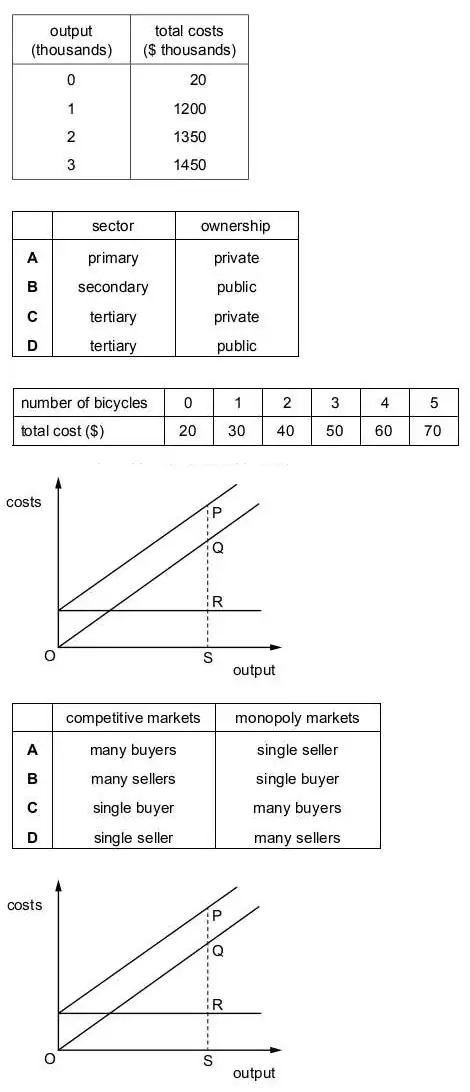 output total costs
(thousands) ($ thousands)
0 20
1 1200
2 1350
3 1450
sector ownership
A primary private
B secondary public
C tertiary private
D tertiary public
number of bicycles 0 1 2 3 4 5
total cost ($) 20 30 40 50 60 70
costs
P
Q
R
O S
output
competitive markets monopoly markets
A many buyers single seller
B many sellers single buyer
C single buyer many buyers
D single seller many sellers
costs
P
Q
R
O S
output